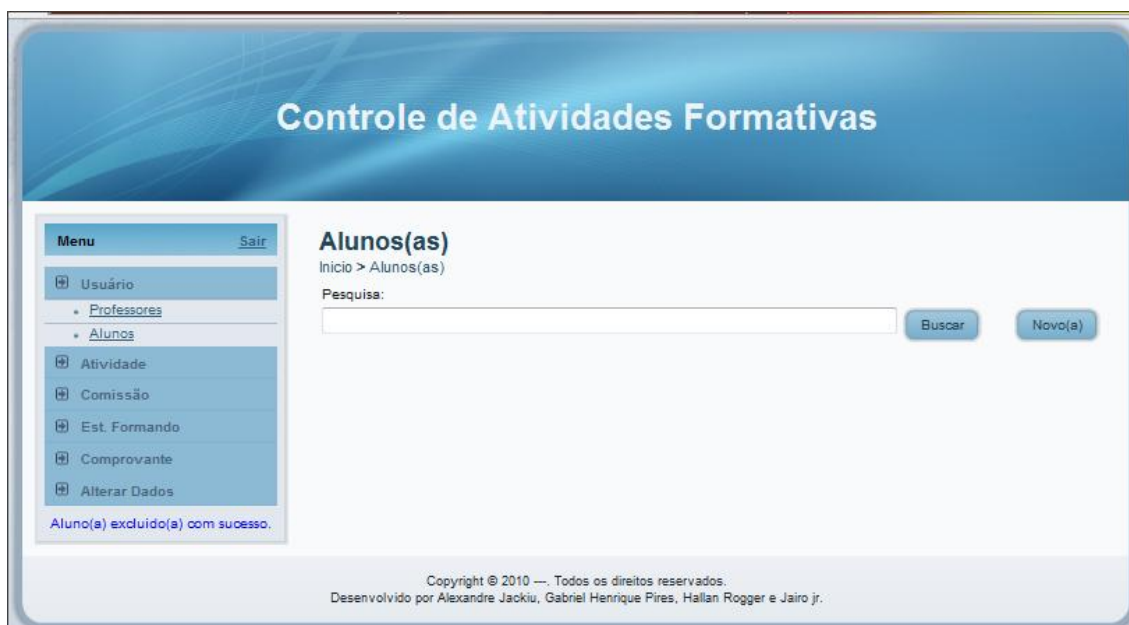 Controle de Atividades Formativas
Menu Sair
Usuário
Professores
Alunos
Atividade
Comissão
Est. Formando
Comprovante
Alterar Dados
Aluno(a) excluido(a) com sucesso.
Alunos(as)
Inicio > Alunos(as)
Pesquisa:
Buscar Novo(a)
Copyright © 2010 —. Todos os direitos reservados.
Desenvolvido por Alexandre Jackiu, Gabriel Henrique Pires, Hallan Rogger e Jairo jr.